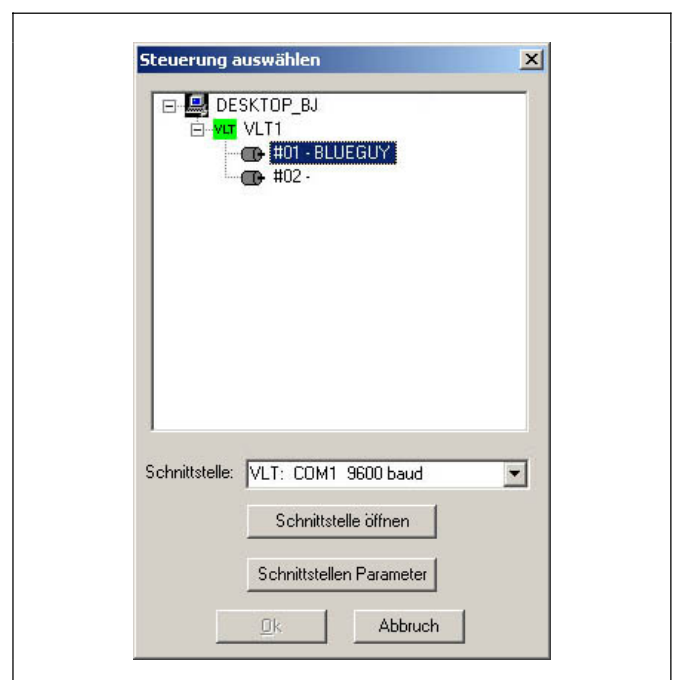 Steuerung auswählen
DESKTOP_BJ
VLT VLT1
#01 - BLUEGUY
#02 -
Schnittstelle: VLT: COM1 9600 baud
Schnittstelle öffnen
Schnittstellen Parameter
Ok Abbruch